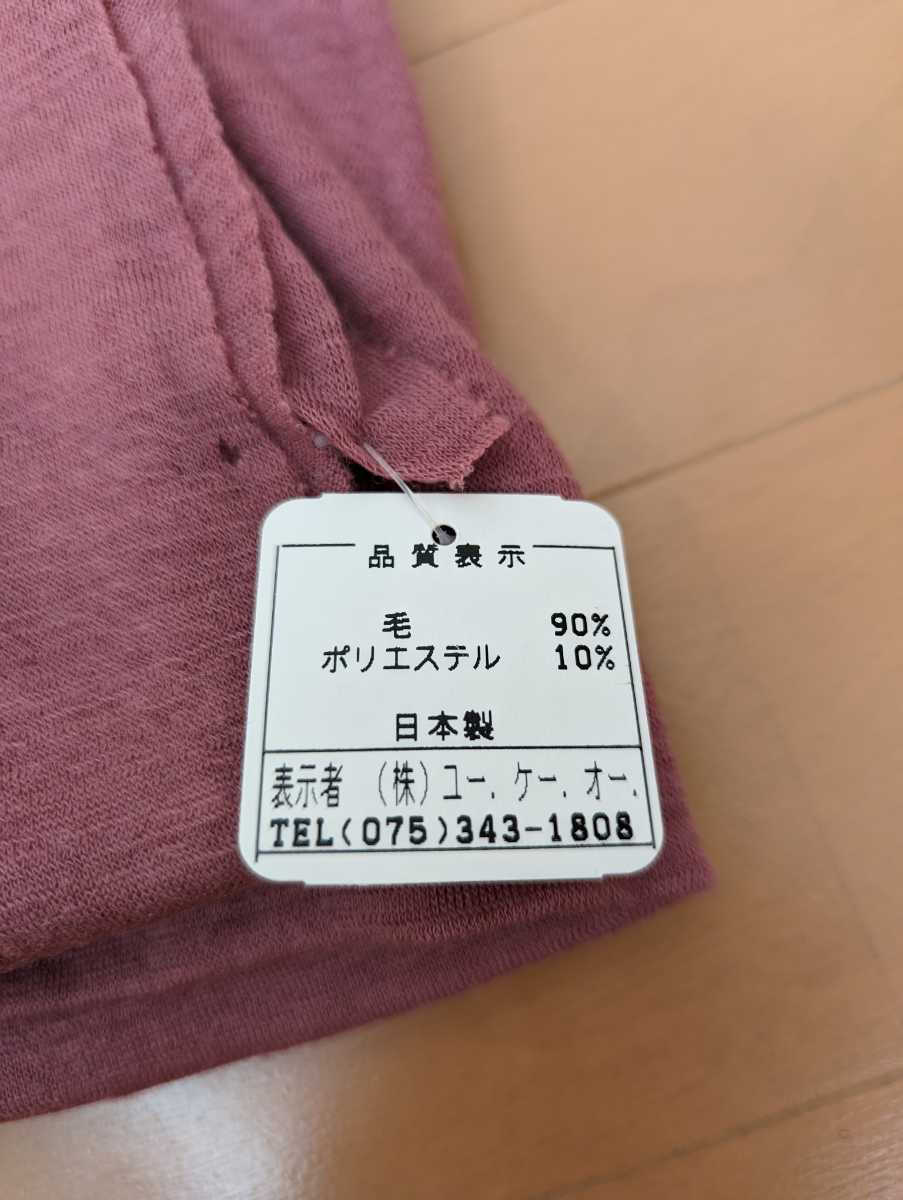 品質表示
毛 90%
ポリエステル 10%
日本製
表示者 (株)ユー.ケー.オー.
TEL(075)343-1808